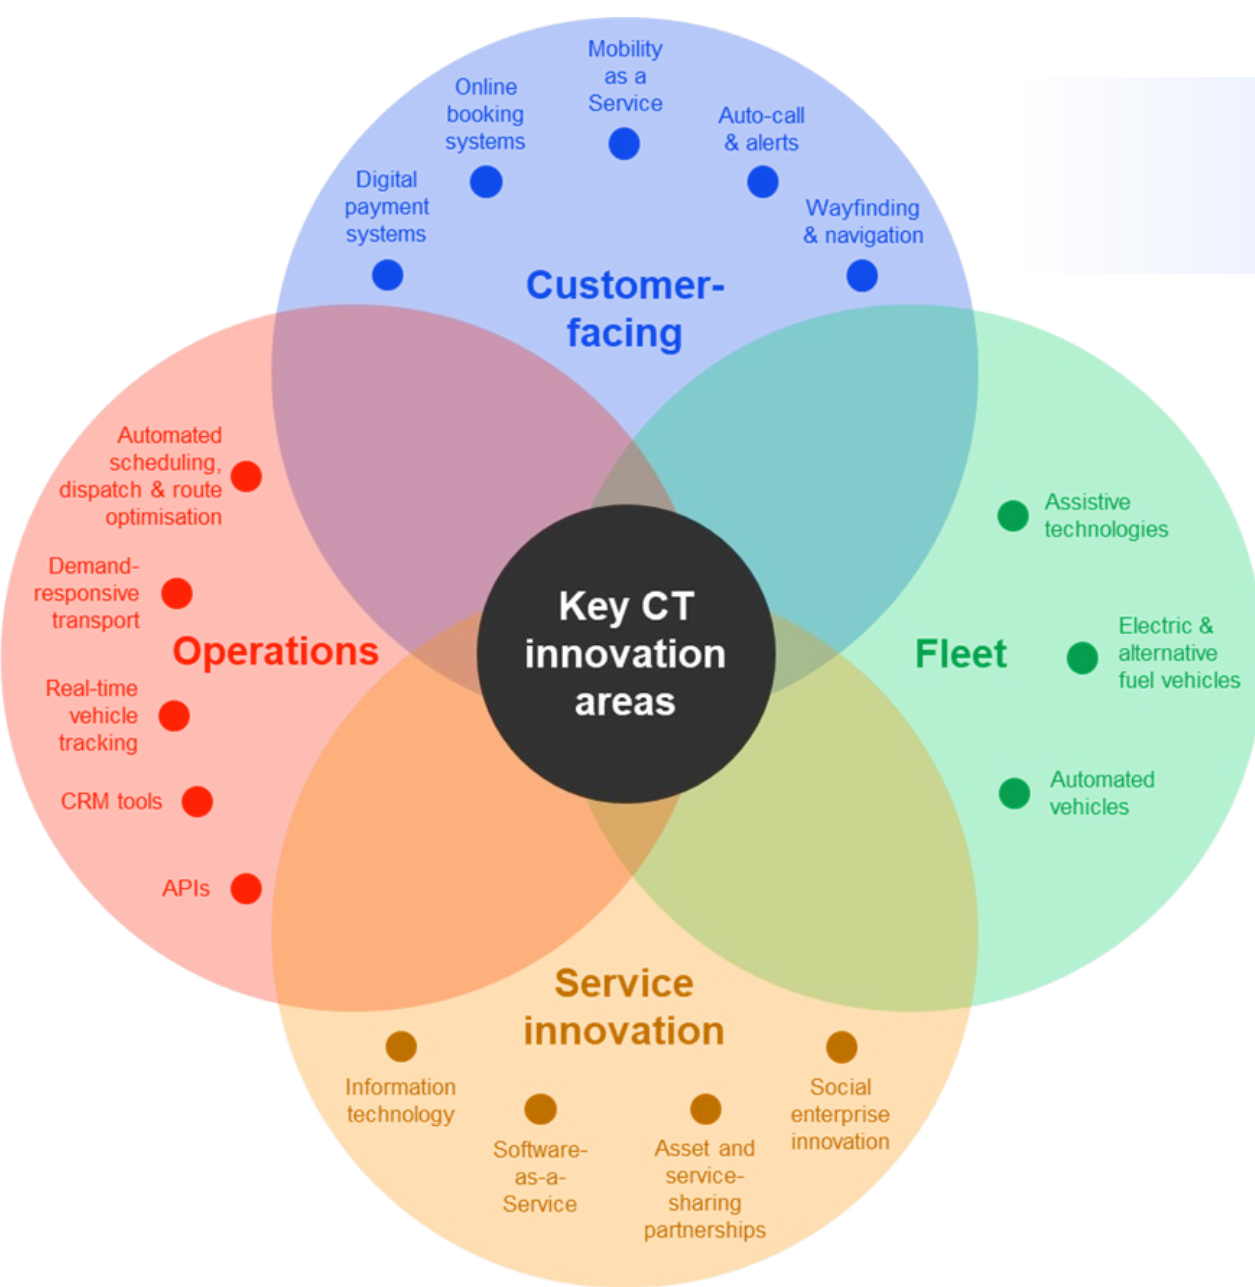 Mobility
as a
Service
Online
booking
systems
Auto-call
& alerts
Digital
payment
systems
Wayfinding
& navigation
Customer-
facing
Automated
scheduling,
dispatch & route
optimisation
Demand-
responsive
transport
Operations
Real-time
vehicle
tracking
CRM tools
APIs
Key CT
innovation
areas
Assistive
technologies
Fleet
Electric &
alternative
fuel vehicles
Automated
vehicles
Service
innovation
Information
technology
Software-
as-a-
Service
Asset and
service-
sharing
partnerships
Social
enterprise
innovation